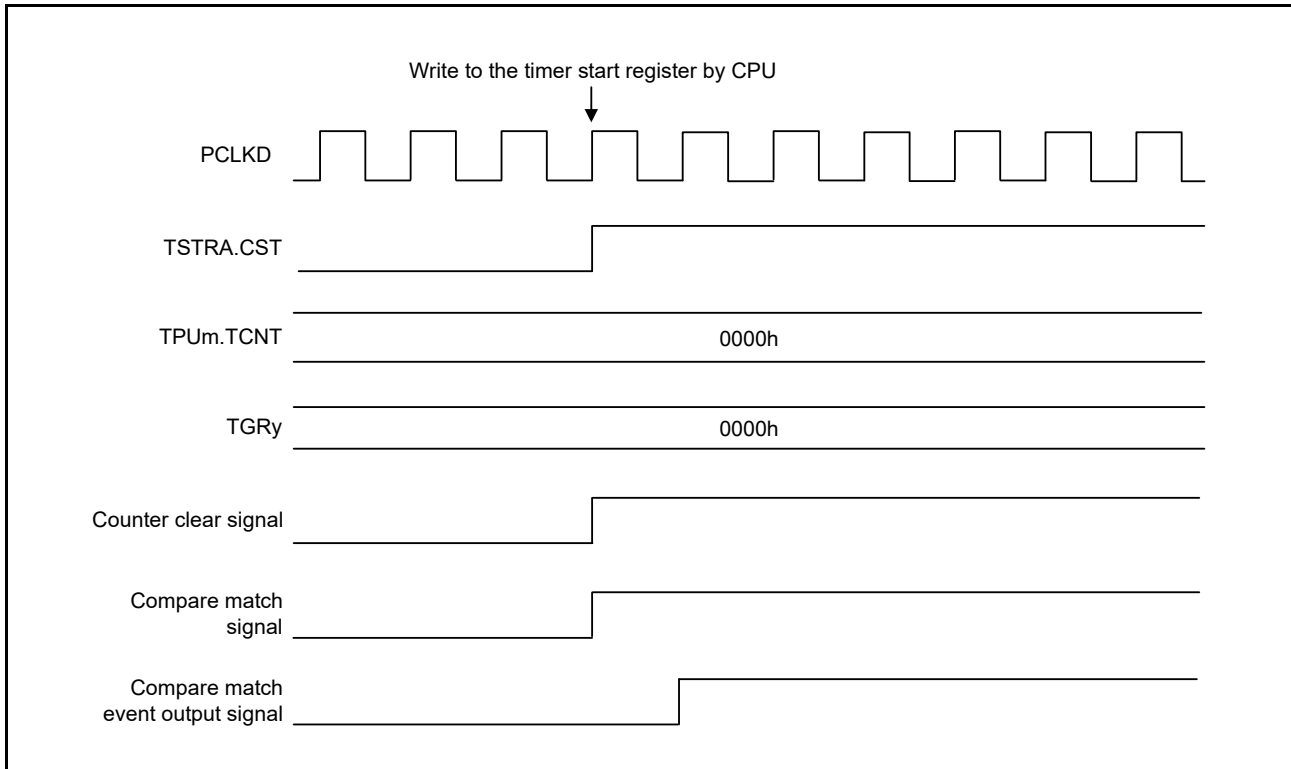 Write to the timer start register by CPU
PCLKD
TSTRA.CST
TPUm.TCNT
0000h
TGRy
0000h
Counter clear signal
Compare match
signal
Compare match
event output signal